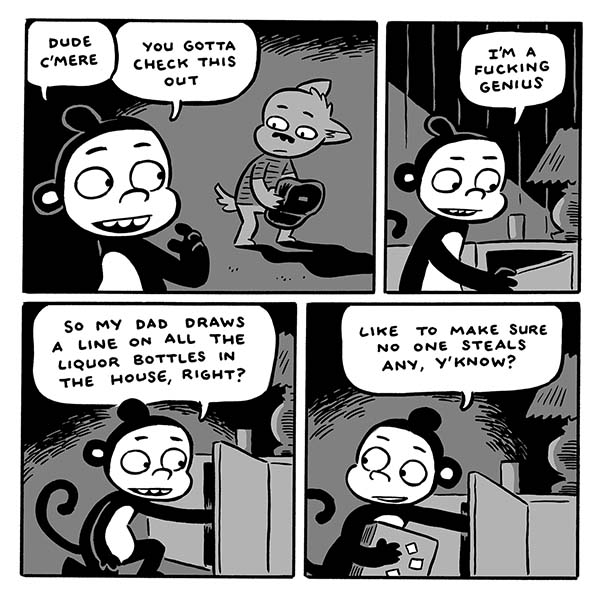 DUDE
C'MERE
YOU GOTTA
CHECK THIS
OUT
I'M A
FUCKING
GENIUS
SO MY DAD DRAWS
A LINE ON ALL THE
LIQUOR BOTTLES IN
THE HOUSE, RIGHT?
LIKE TO MAKE SURE
NO ONE STEALS
ANY, Y'KNOW?